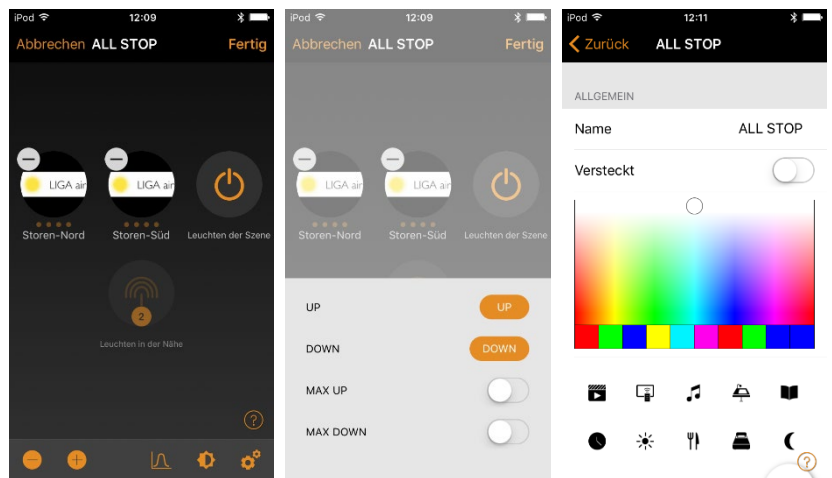 iPod 12:09
Abbrechen ALL STOP Fertig
LIGA air LIGA air
Storen-Nord Storen-Süd Leuchten der Szene
2
Leuchten in der Nähe
?
iPod 12:09
Abbrechen ALL STOP Fertig
LIGA air LIGA air
Storen-Nord Storen-Süd Leuchten der Szene
UP UP
DOWN DOWN
MAX UP
MAX DOWN
iPod 12:11
Zurück ALL STOP
ALLGEMEIN
Name ALL STOP
Versteckt
?